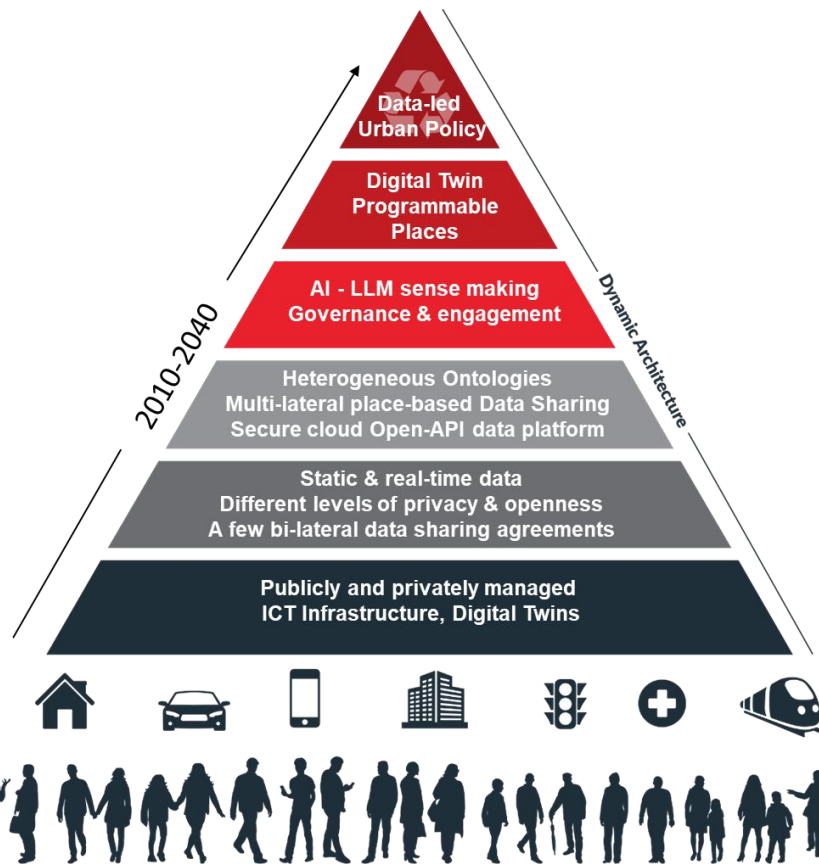 Data-led
Urban Policy
Digital Twin
Programmable
Places
AI - LLM sense making
Governance & engagement
Heterogeneous Ontologies
Multi-lateral place-based Data Sharing
Secure cloud Open-API data platform
Static & real-time data
Different levels of privacy & openness
A few bi-lateral data sharing agreements
Publicly and privately managed
ICT Infrastructure, Digital Twins
2010-2040
Dynamic Architecture